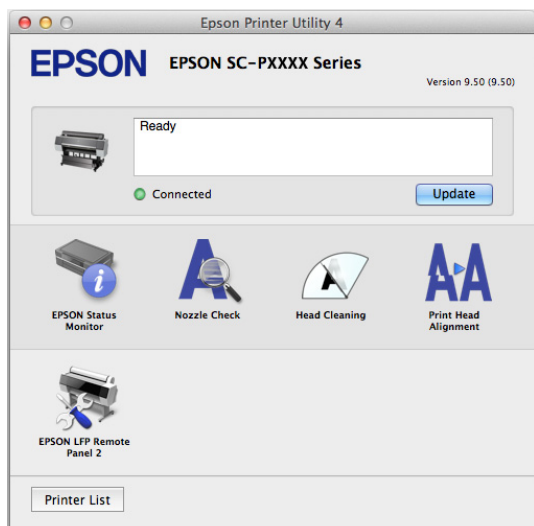 Epson Printer Utility 4
EPSON
EPSON SC-PXXXX Series
Version 9.50 (9.50)
Ready
Connected
Update
EPSON Status
Monitor
Nozzle Check
Head Cleaning
Print Head
Alignment
EPSON LFP Remote
Panel 2
Printer List